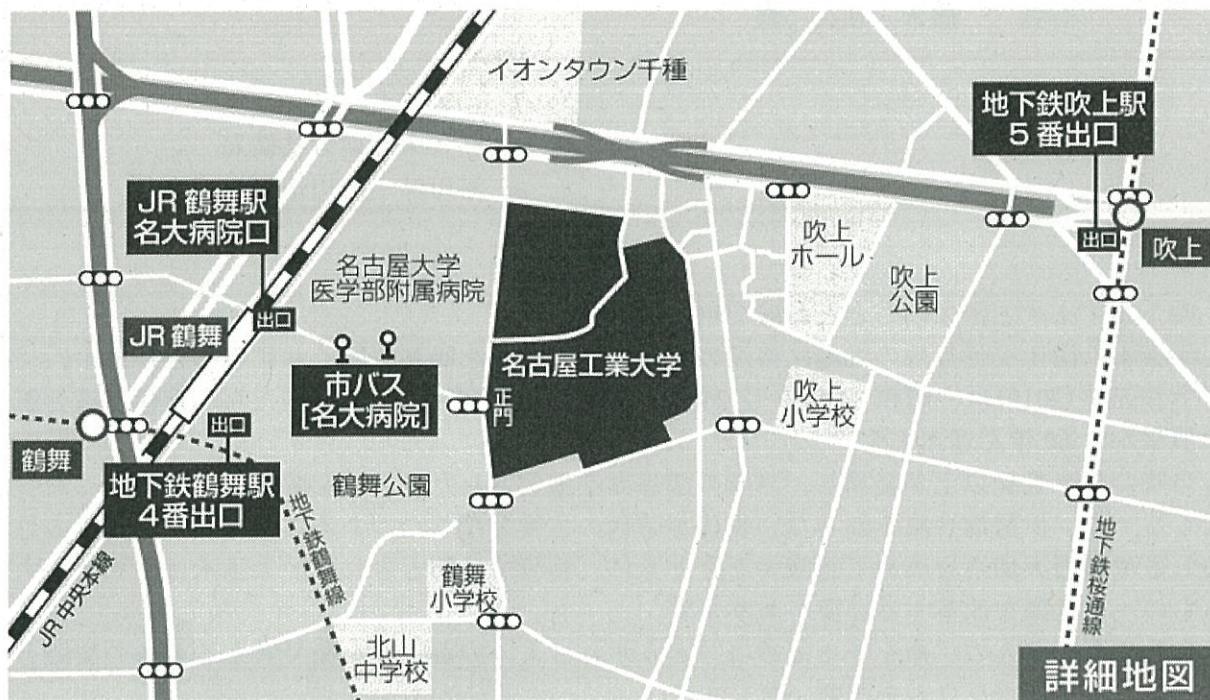 イオンタウン千種
地下鉄吹上駅
5番出口
JR 鶴舞駅
名大病院口
名古屋大学
医学部附属病院
吹上
ホール
吹上
公園
出口
吹上
出口
JR 鶴舞
市バス
[名大病院]
名古屋工業大学
正門
吹上
小学校
出口
鶴舞
地下鉄鶴舞駅
4番出口
鶴舞公園
地下鉄鶴舞線
地下鉄桜通線
JR 中央本線
鶴舞
小学校
北山
中学校
詳細地図